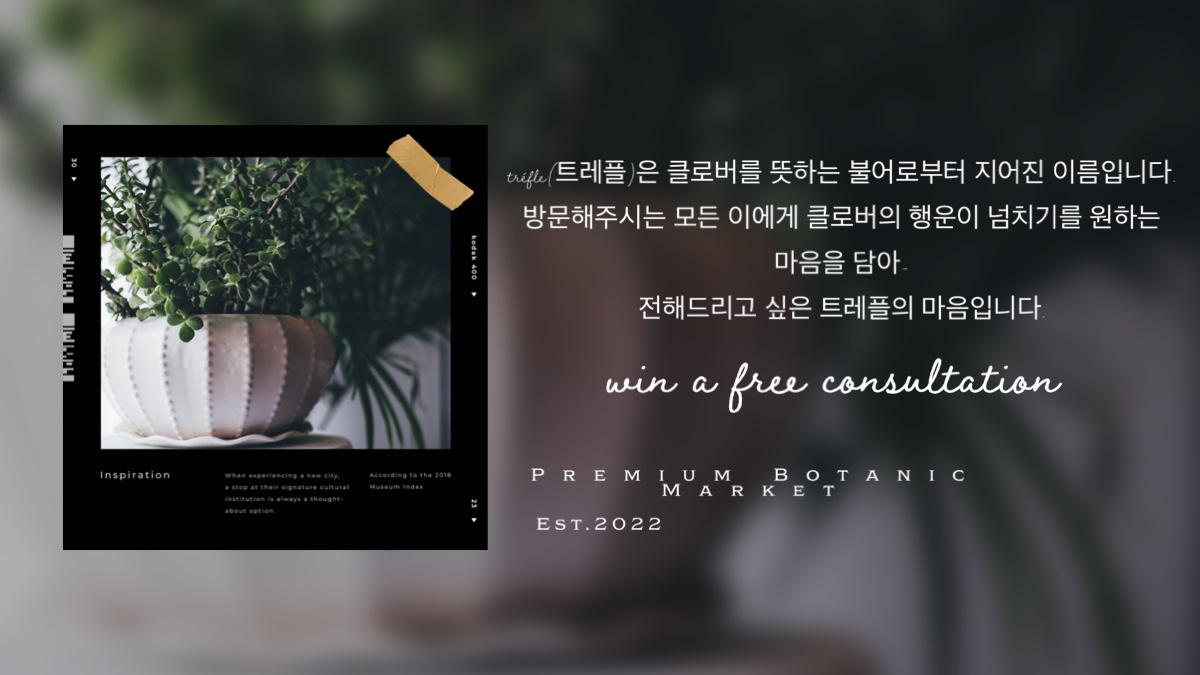 30
kodak 400
Inspiration
When experiencing a new city,
a stop at their signature cultural
institution is always a thought-
about option.
According to the 2018
Museum Index
23
tréfle(트레플)은 클로버를 뜻하는 불어로부터 지어진 이름입니다.
방문해주시는 모든 이에게 클로버의 행운이 넘치기를 원하는
마음을 담아..
전해드리고 싶은 트레플의 마음입니다.
win a free consultation
Premium Botanic
Market
Est.2022